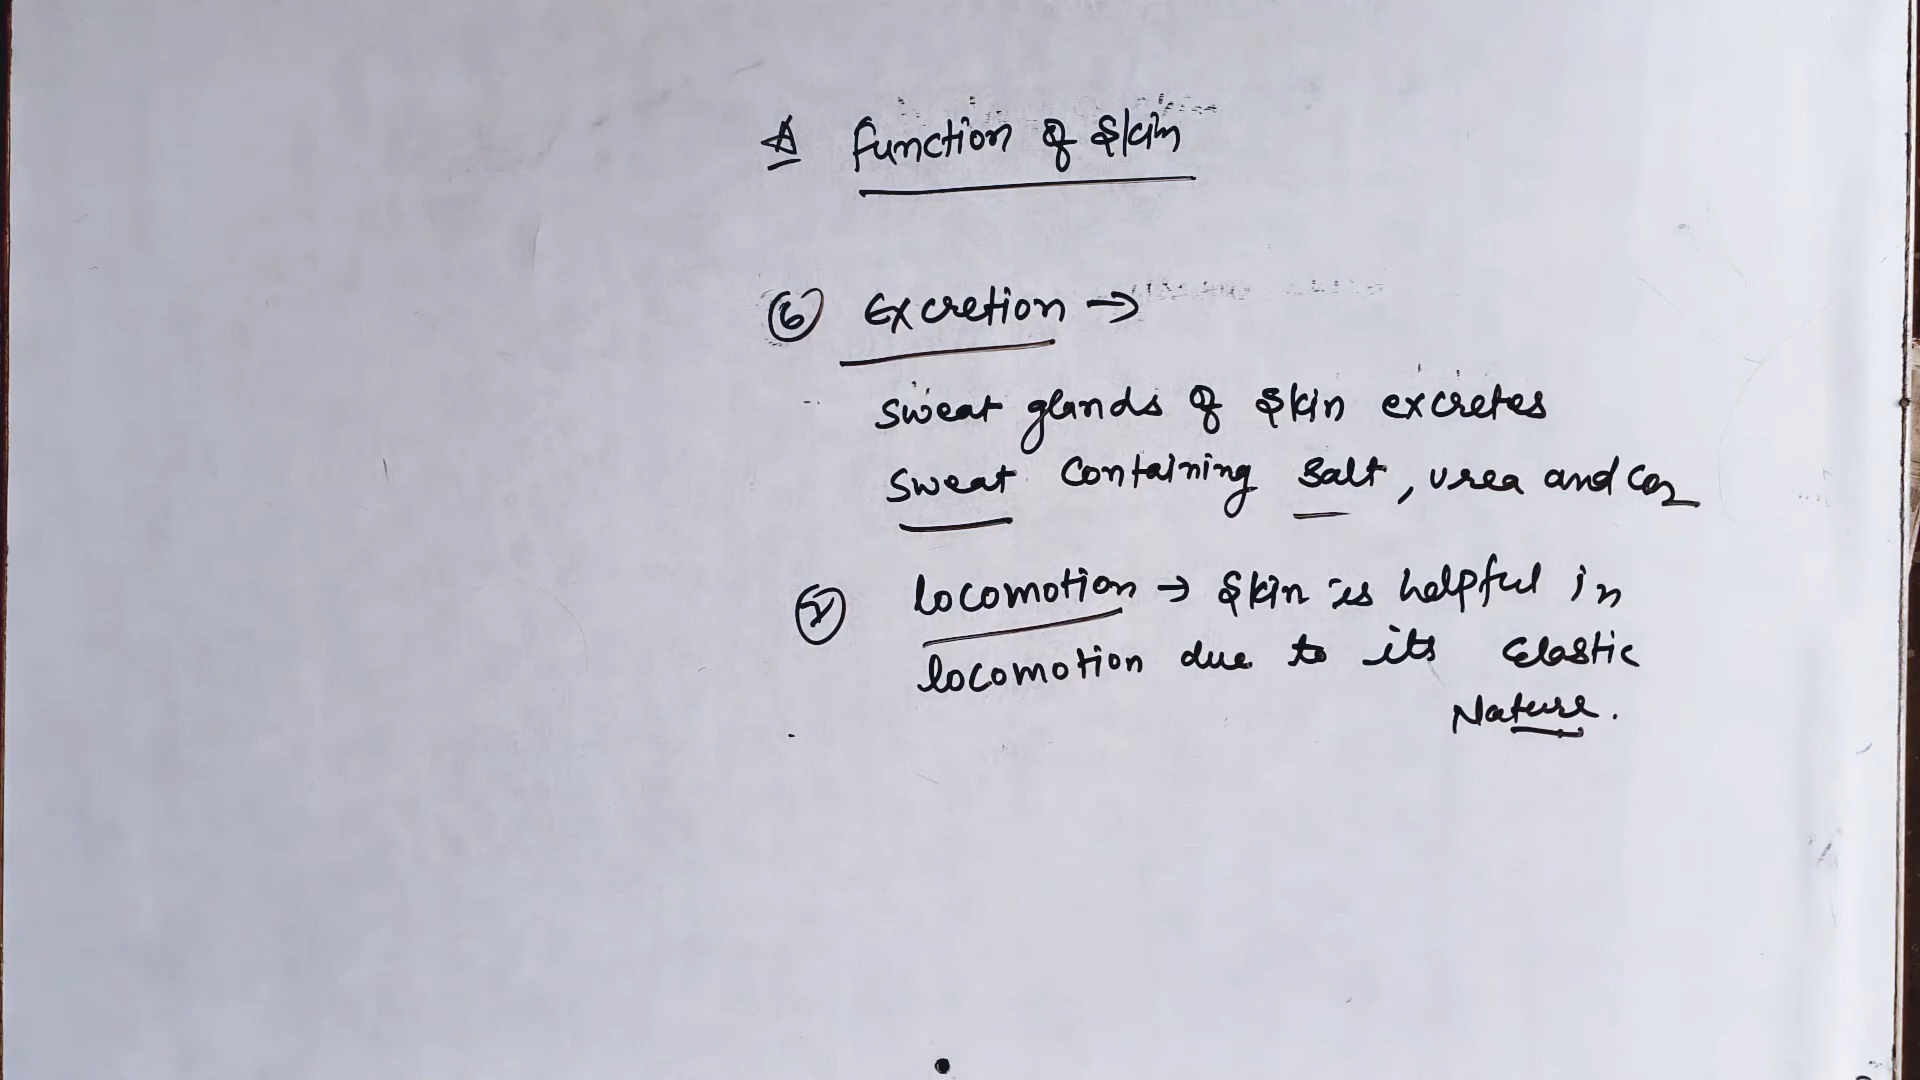 Function of Skin
6 Excretion →
Sweat glands of Skin excretes
Sweat containing Salt, urea and CO2
locomotion → Skin is helpful in
locomotion due to its Elastic
Nature.